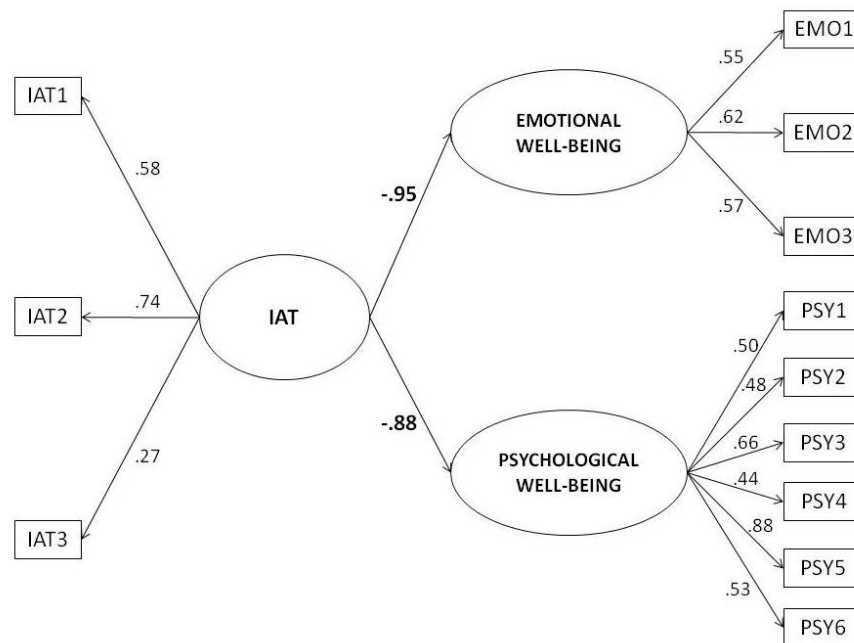 EMO1
.55
IAT1
EMOTIONAL
WELL-BEING
.62
EMO2
.58
-.95
.57
EMO3
IAT2
.74
IAT
PSY1
.50
.48
PSY2
-.88
.66
PSY3
.27
PSYCHOLOGICAL
WELL-BEING
.44
PSY4
.88
IAT3
PSY5
.53
PSY6